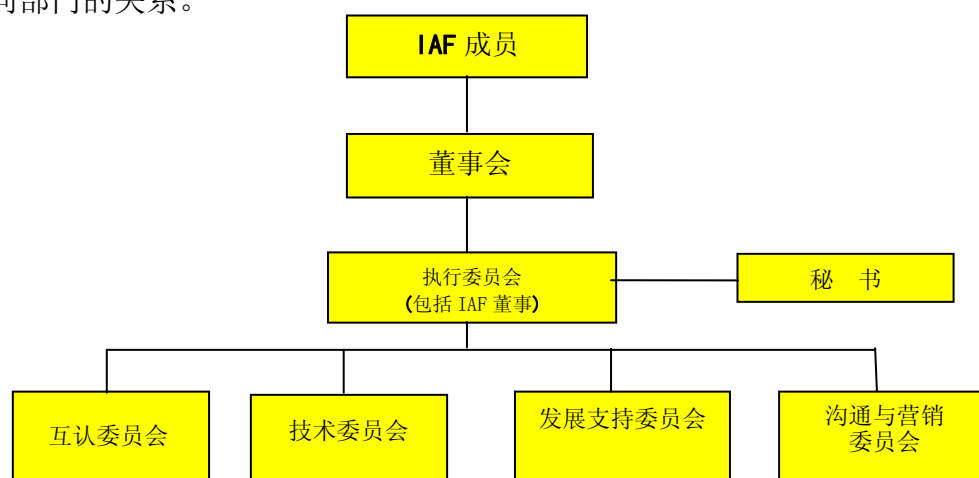 部门的关系。
IAF 成员
董事会
执行委员会
(包括 IAF 董事)
秘 书
互认委员会
技术委员会
发展支持委员会
沟通与营销
委员会